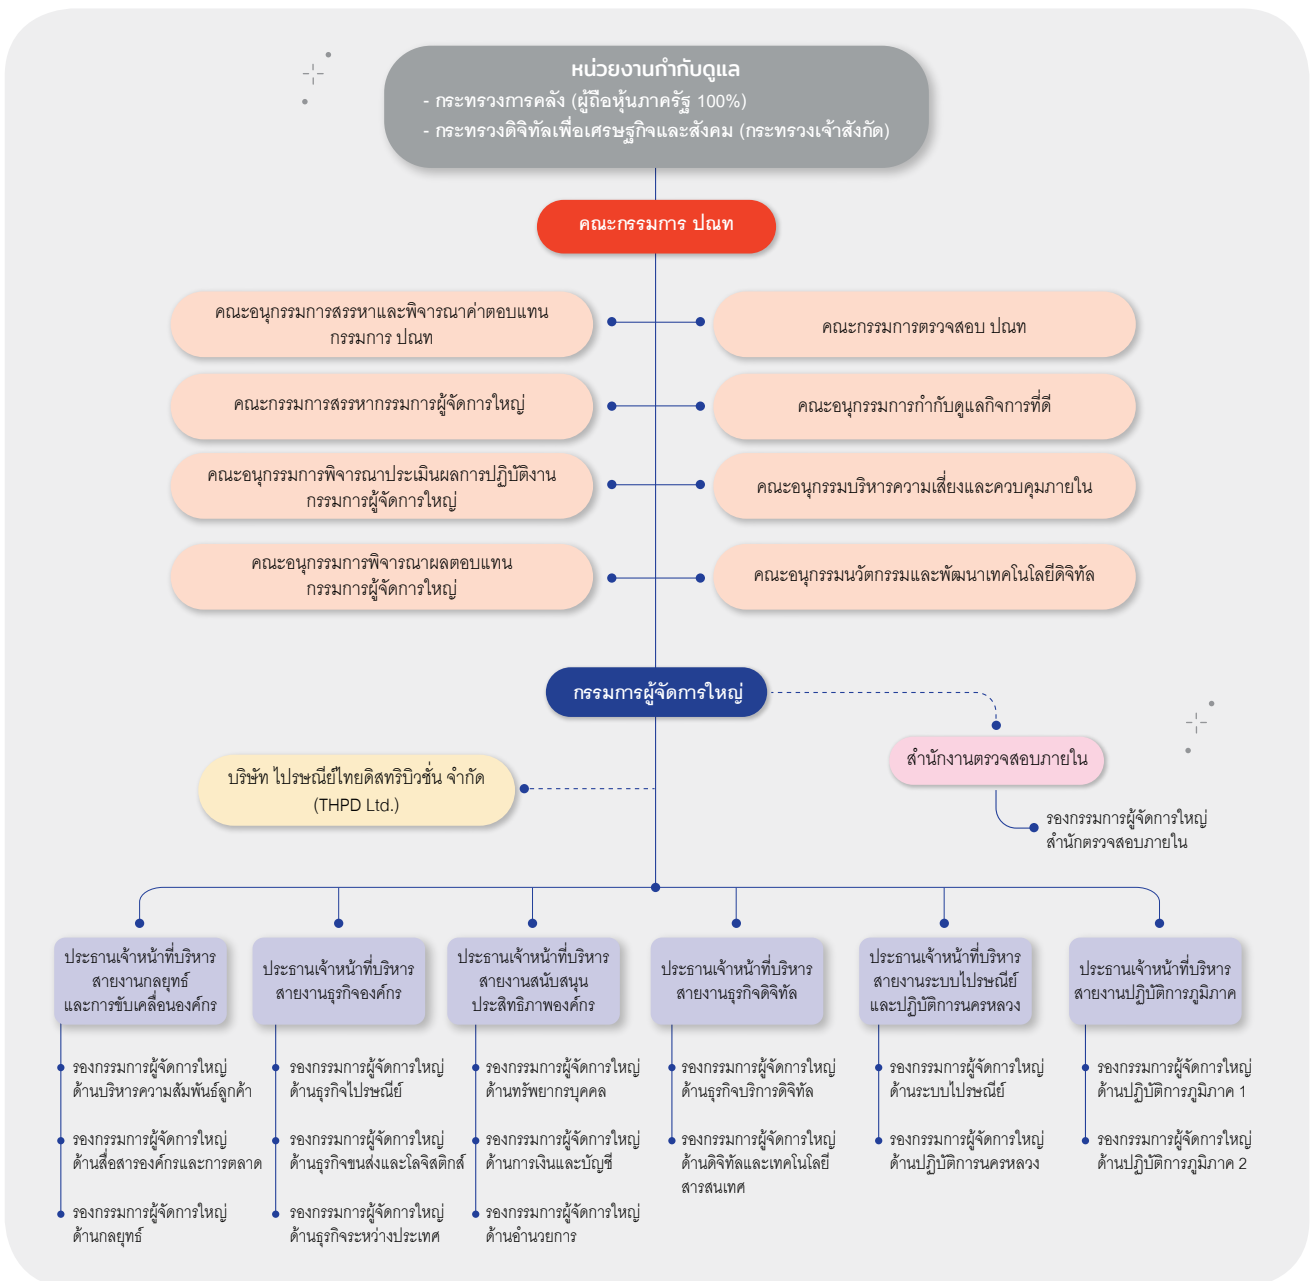 หน่วยงานกำกับดูแล
- กระทรวงการคลัง (ผู้ถือหุ้นภาครัฐ 100%)
- กระทรวงดิจิทัลเพื่อเศรษฐกิจและสังคม (กระทรวงเจ้าสังกัด)
คณะกรรมการ ปณท
คณะอนุกรรมการสรรหาและพิจารณาค่าตอบแทน
กรรมการ ปณท
คณะกรรมการตรวจสอบ ปณท
คณะกรรมการสรรหากรรมการผู้จัดการใหญ่
คณะอนุกรรมการกำกับดูแลกิจการที่ดี
คณะอนุกรรมการพิจารณาประเมินผลการปฏิบัติงาน
กรรมการผู้จัดการใหญ่
คณะอนุกรรมบริหารความเสี่ยงและควบคุมภายใน
คณะอนุกรรมการพิจารณาผลตอบแทน
กรรมการผู้จัดการใหญ่
คณะอนุกรรมนวัตกรรมและพัฒนาเทคโนโลยีดิจิทัล
กรรมการผู้จัดการใหญ่
บริษัท ไปรษณีย์ไทยดิสทริบิวชั่น จำกัด
(THPD Ltd.)
สำนักงานตรวจสอบภายใน
รองกรรมการผู้จัดการใหญ่
สำนักตรวจสอบภายใน
ประธานเจ้าหน้าที่บริหาร
สายงานกลยุทธ์
และการขับเคลื่อนองค์กร
รองกรรมการผู้จัดการใหญ่
ด้านบริหารความสัมพันธ์ลูกค้า
รองกรรมการผู้จัดการใหญ่
ด้านสื่อสารองค์กรและการตลาด
รองกรรมการผู้จัดการใหญ่
ด้านกลยุทธ์
ประธานเจ้าหน้าที่บริหาร
สายงานธุรกิจองค์กร
รองกรรมการผู้จัดการใหญ่
ด้านธุรกิจไปรษณีย์
รองกรรมการผู้จัดการใหญ่
ด้านธุรกิจขนส่งและโลจิสติกส์
รองกรรมการผู้จัดการใหญ่
ด้านธุรกิจระหว่างประเทศ
ประธานเจ้าหน้าที่บริหาร
สายงานสนับสนุน
ประสิทธิภาพองค์กร
รองกรรมการผู้จัดการใหญ่
ด้านทรัพยากรบุคคล
รองกรรมการผู้จัดการใหญ่
ด้านการเงินและบัญชี
รองกรรมการผู้จัดการใหญ่
ด้านอำนวยการ
ประธานเจ้าหน้าที่บริหาร
สายงานธุรกิจดิจิทัล
รองกรรมการผู้จัดการใหญ่
ด้านธุรกิจบริการดิจิทัล
รองกรรมการผู้จัดการใหญ่
ด้านดิจิทัลและเทคโนโลยี
สารสนเทศ
ประธานเจ้าหน้าที่บริหาร
สายงานระบบไปรษณีย์
และปฏิบัติการนครหลวง
รองกรรมการผู้จัดการใหญ่
ด้านระบบไปรษณีย์
รองกรรมการผู้จัดการใหญ่
ด้านปฏิบัติการนครหลวง
ประธานเจ้าหน้าที่บริหาร
สายงานปฏิบัติการภูมิภาค
รองกรรมการผู้จัดการใหญ่
ด้านปฏิบัติการภูมิภาค 1
รองกรรมการผู้จัดการใหญ่
ด้านปฏิบัติการภูมิภาค 2